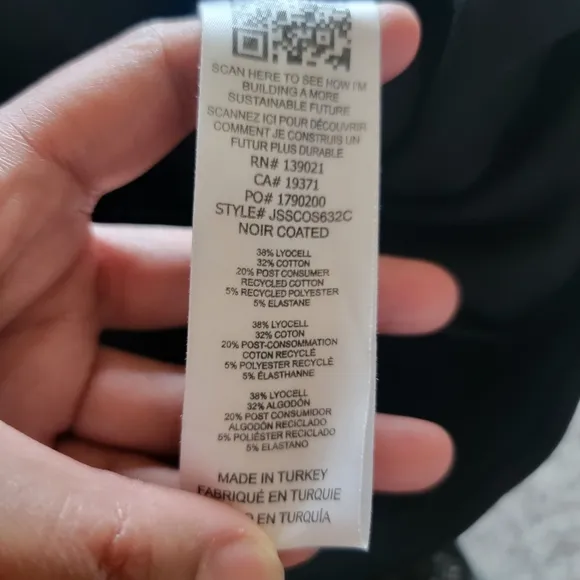 SCAN HERE TO SEE HOW I'M
BUILDING A MORE
SUSTAINABLE FUTURE
SCANNEZ ICI POUR DÉCOUVRIR
COMMENT JE CONSTRUIS UN
FUTUR PLUS DURABLE
RN# 139021
CA# 19371
PO# 1790200
STYLE# JSSCOS632C
NOIR COATED
38% LYOCELL
32% COTTON
20% POST CONSUMER
RECYCLED COTTON
5% RECYCLED POLYESTER
5% ELASTANE
38% LYOCELL
32% COTON
20% POST-CONSOMMATION
COTON RECYCLÉ
5% POLYESTER RECYCLÉ
5% ÉLASTHANNE
38% LYOCELL
32% ALGODÓN
20% POST CONSUMIDOR
ALGODÓN RECICLADO
5% POLIÉSTER RECICLADO
5% ELASTANO
MADE IN TURKEY
FABRIQUÉ EN TURQUIE
EN TURQUÍA